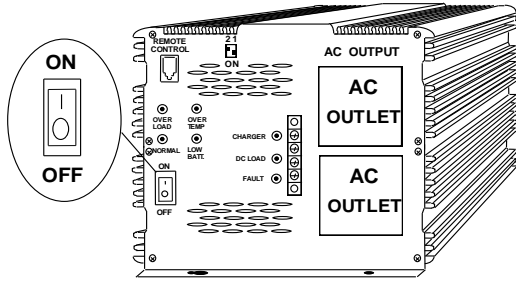 ON
OFF
REMOTE
CONTROL
2 1
ON
AC OUTPUT
AC
OUTLET
AC
OUTLET
OVER
LOAD
OVER
TEMP
NORMAL
LOW
BATT.
CHARGER
DC LOAD
FAULT
ON
OFF